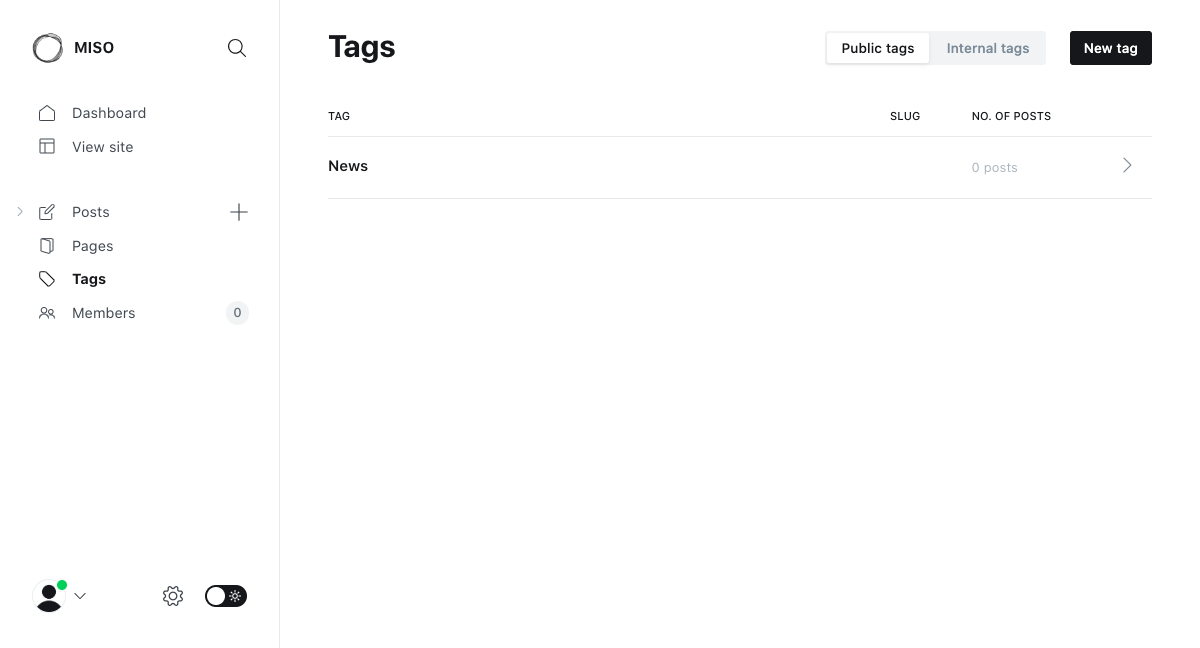 MISO
Dashboard
View site
Posts
Pages
Tags
Members 0
Tags
Public tags Internal tags New tag
TAG SLUG NO. OF POSTS
News 0 posts